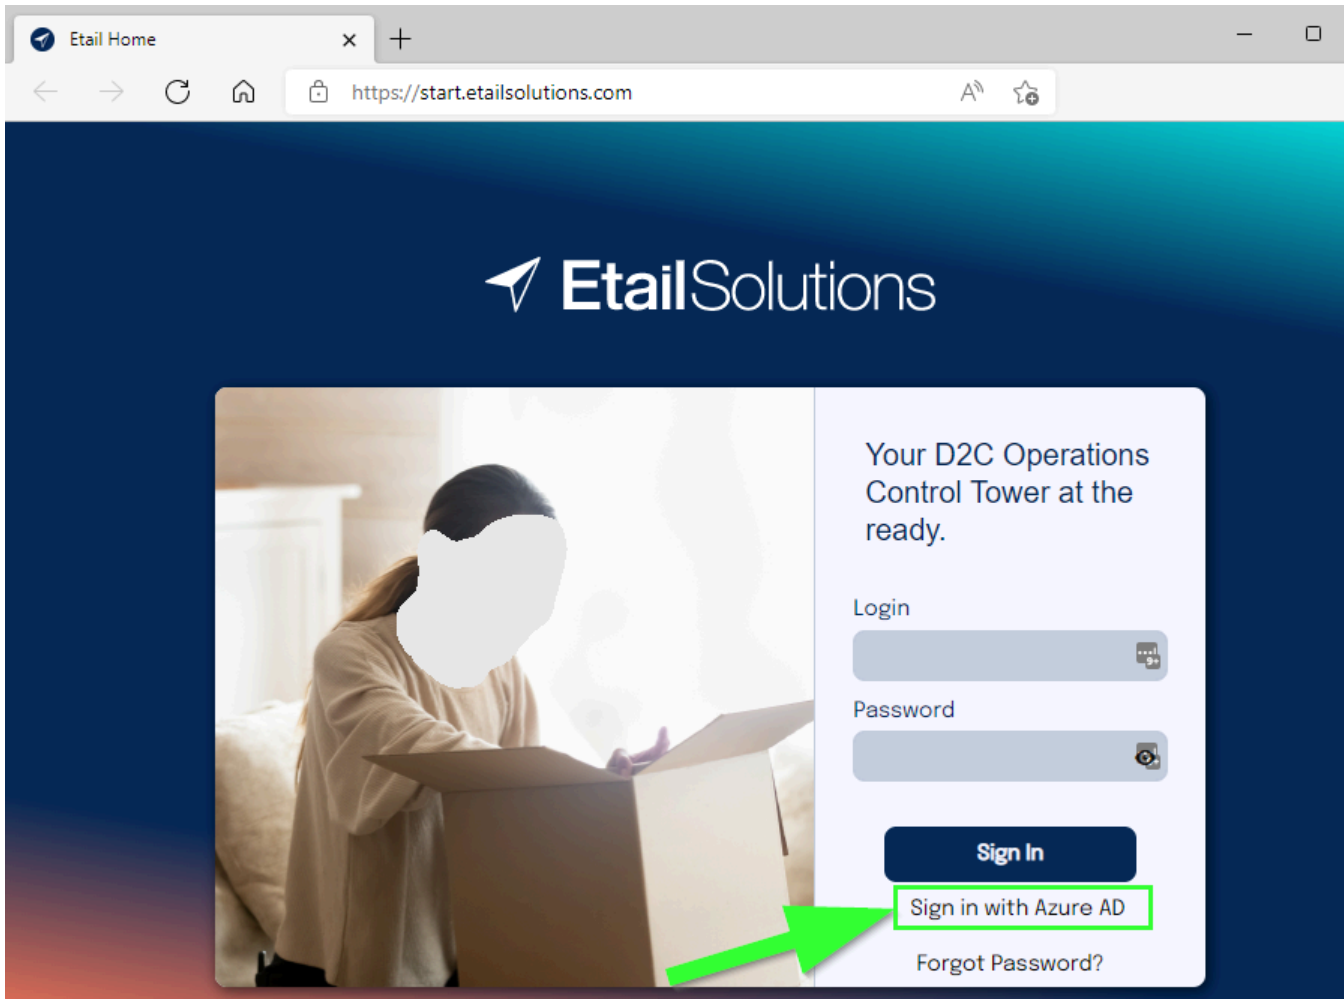 Etail Home
https://start.etailsolutions.com
EtailSolutions
Your D2C Operations
Control Tower at the
ready.
Login
9+
Password
Sign In
Sign in with Azure AD
Forgot Password?